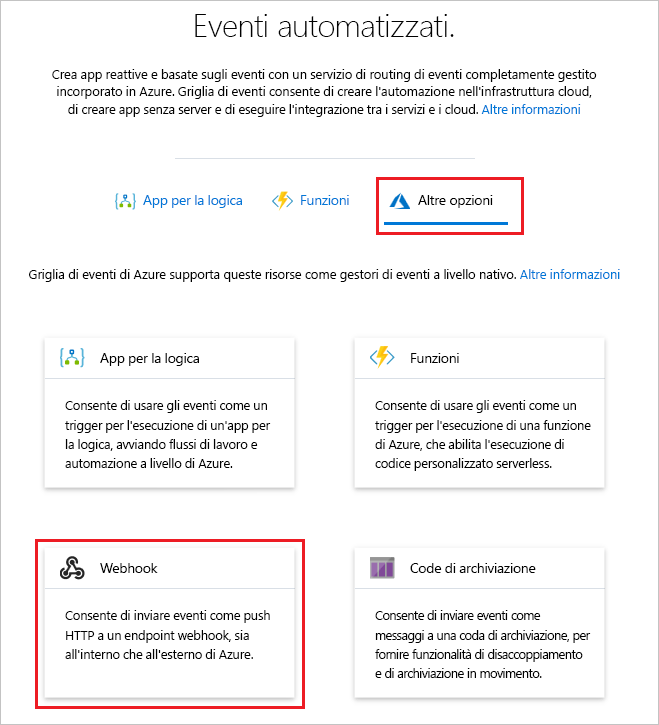 Eventi automatizzati.
Crea app reattive e basate sugli eventi con un servizio di routing di eventi completamente gestito
incorporato in Azure. Griglia di eventi consente di creare l'automazione nell'infrastruttura cloud,
di creare app senza server e di eseguire l'integrazione tra i servizi e i cloud. Altre informazioni
App per la logica
Funzioni
Altre opzioni
Griglia di eventi di Azure supporta queste risorse come gestori di eventi a livello nativo. Altre informazioni
App per la logica
Consente di usare gli eventi come un
trigger per l'esecuzione di un'app per
la logica, avviando flussi di lavoro e
automazione a livello di Azure.
Funzioni
Consente di usare gli eventi come un
trigger per l'esecuzione di una funzione
di Azure, che abilita l'esecuzione di
codice personalizzato serverless.
Webhook
Consente di inviare eventi come push
HTTP a un endpoint webhook, sia
all'interno che all'esterno di Azure.
Code di archiviazione
Consente di inviare eventi come
messaggi a una coda di archiviazione, per
fornire funzionalità di disaccoppiamento
e di archiviazione in movimento.